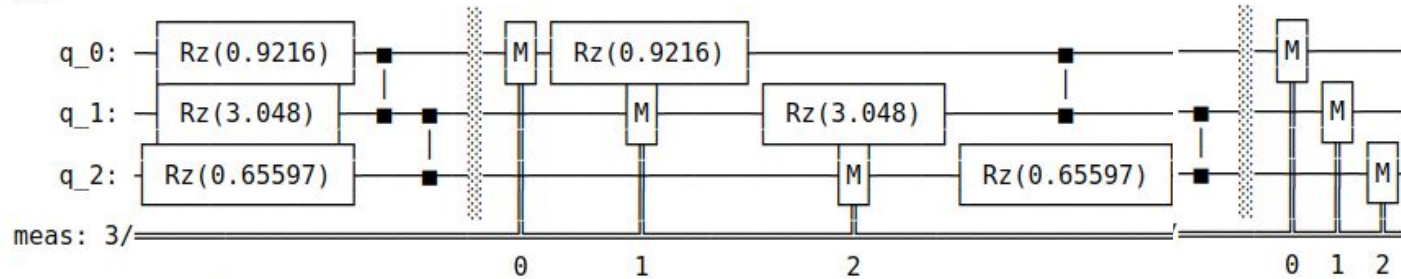 q_0: Rz(0.9216) M Rz(0.9216) M
q_1: Rz(3.048) M Rz(3.048) M
q_2: Rz(0.65597) M Rz(0.65597) M
meas: 3/
0 1 2 0 1 2